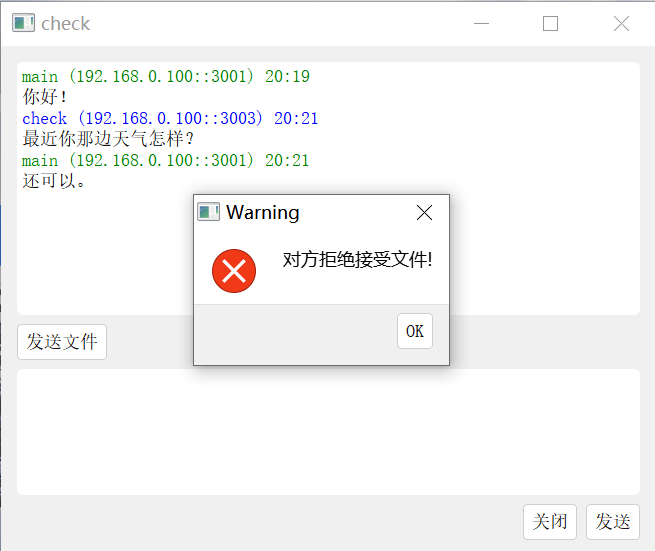 check
main (192.168.0.100::3001) 20:19
你好!
check (192.168.0.100::3003) 20:21
最近你那边天气怎样?
main (192.168.0.100::3001) 20:21
还可以。
Warning
对方拒绝接受文件!
OK
发送文件
关闭
发送